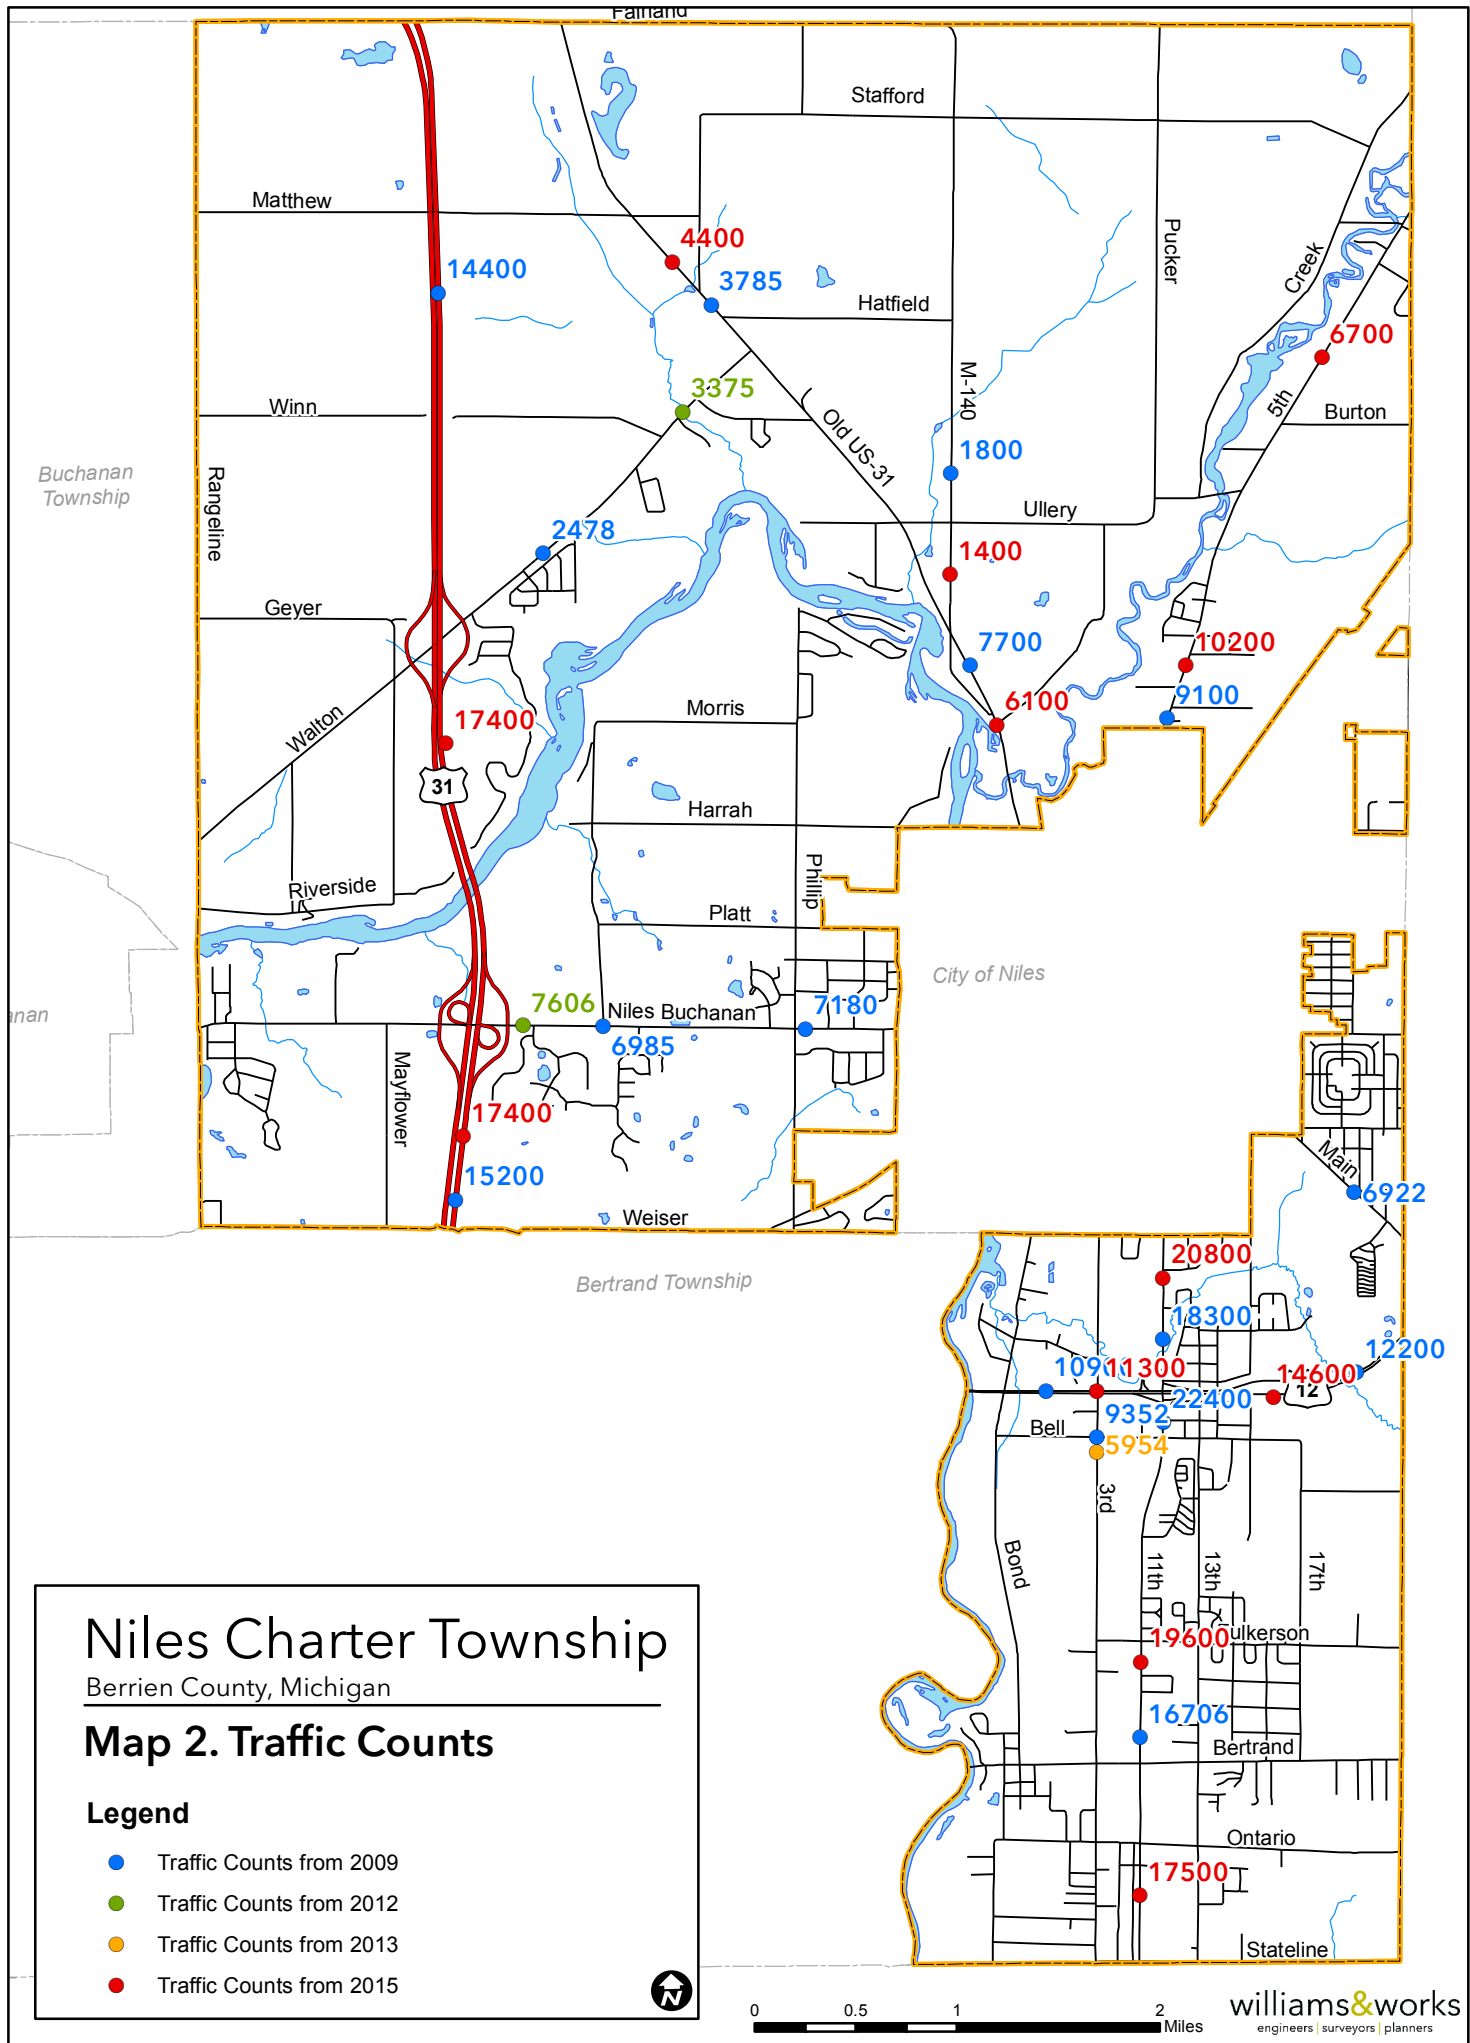 Fairland
Stafford
Matthew
Pucker
4400
Creek
14400
3785
Hatfield
6700
M-140
3375
Winn
Old US-31
5th
Burton
1800
Buchanan
Township
Rangeline
Ullery
2478
1400
Geyer
7700
10200
9100
Walton
17400
Morris
6100
31
Harrah
Phillip
Riverside
Platt
City of Niles
7606
Niles Buchanan
7180
anan
6985
Mayflower
17400
Main
15200
6922
Weiser
20800
Bertrand Township
18300
12200
11300
14600
12
22400
9352
Bell
5954
3rd
Bond
11th
13th
17th
19600
ulkerson
16706
Bertrand
Ontario
17500
Stateline
Niles Charter Township
Berrien County, Michigan
Map 2. Traffic Counts
Legend
Traffic Counts from 2009
Traffic Counts from 2012
Traffic Counts from 2013
Traffic Counts from 2015
N
0 0.5 1 2
Miles
williams&works
engineers | surveyors | planners